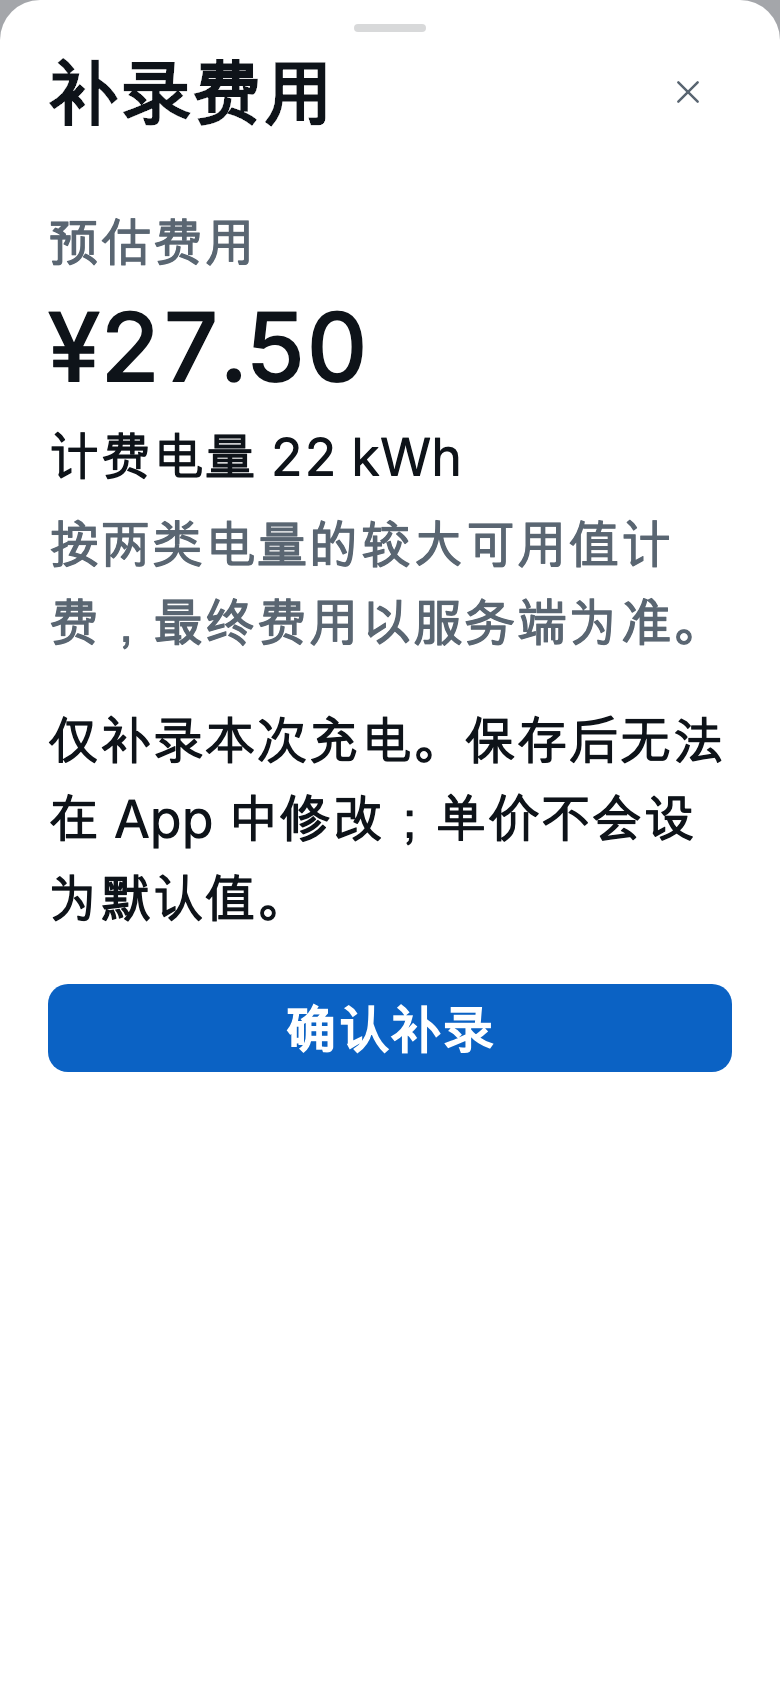 补录费用
预估费用
¥27.50
计费电量 22 kWh
按两类电量的较大可用值计
费，最终费用以服务端为准。
仅补录本次充电。保存后无法
在 App 中修改；单价不会设
为默认值。
确认补录